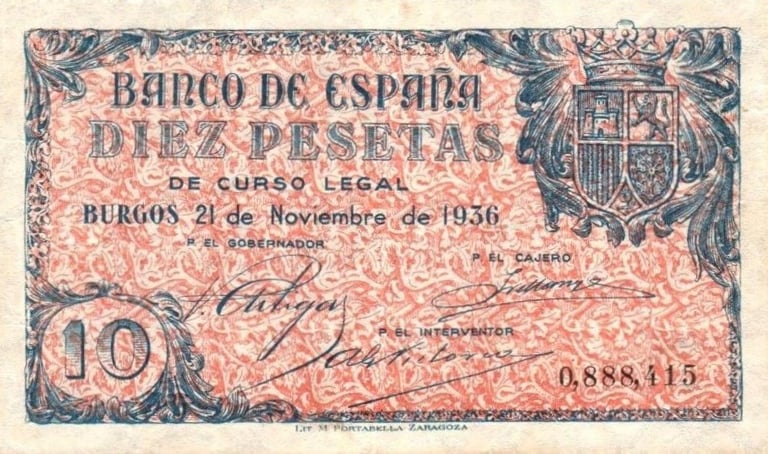 BANCO DE ESPAÑA
DIEZ PESETAS
DE CURSO LEGAL
BURGOS 21 de Noviembre de 1936
P EL GOBERNADOR
P EL CAJERO
P EL INTERVENTOR
10
0,888,415
LIT M PORTABELLA ZARAGOZA